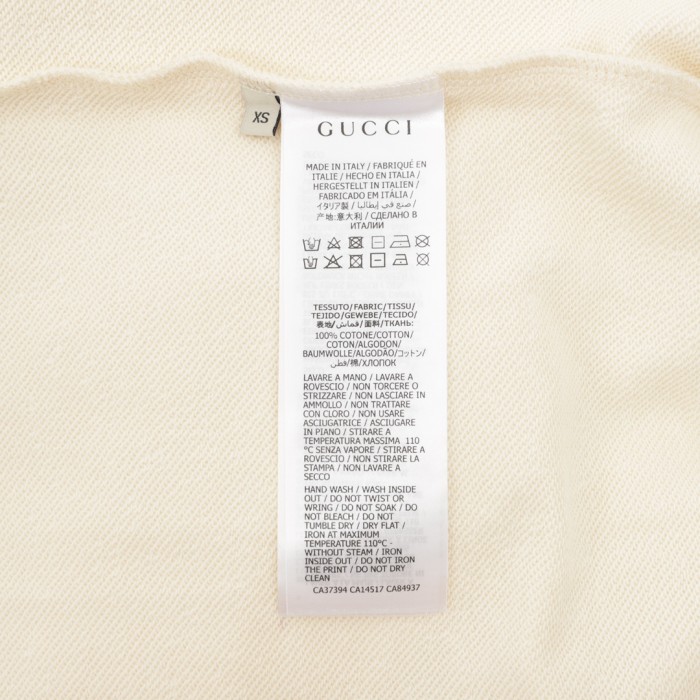 XS
GUCCI
MADE IN ITALY / FABRIQUÉ EN
ITALIE / HECHO EN ITALIA /
HERGESTELLT IN ITALIEN /
FABRICADO EM ITÁLIA /
イタリア製 / صنع في إيطاليا /
产地:意大利 / СДЕЛАНО В
ИТАЛИИ
TESSUTO/FABRIC/TISSU/
TEJIDO/GEWEBE/TECIDO/
表地/قماش/面料/ТКАНЬ:
100% COTONE/COTTON/
COTON/ALGODON/
BAUMWOLLE/ALGODÃO/コットン/
قطن/棉/ХЛОПОК
LAVARE A MANO / LAVARE A
ROVESCIO / NON TORCERE O
STRIZZARE / NON LASCIARE IN
AMMOLLO / NON TRATTARE
CON CLORO / NON USARE
ASCIUGATRICE / ASCIUGARE
IN PIANO / STIRARE A
TEMPERATURA MASSIMA 110
°C SENZA VAPORE / STIRARE A
ROVESCIO / NON STIRARE LA
STAMPA / NON LAVARE A
SECCO
HAND WASH / WASH INSIDE
OUT / DO NOT TWIST OR
WRING / DO NOT SOAK / DO
NOT BLEACH / DO NOT
TUMBLE DRY / DRY FLAT /
IRON AT MAXIMUM
TEMPERATURE 110°C -
WITHOUT STEAM / IRON
INSIDE OUT / DO NOT IRON
THE PRINT / DO NOT DRY
CLEAN
CA37394 CA14517 CA84937